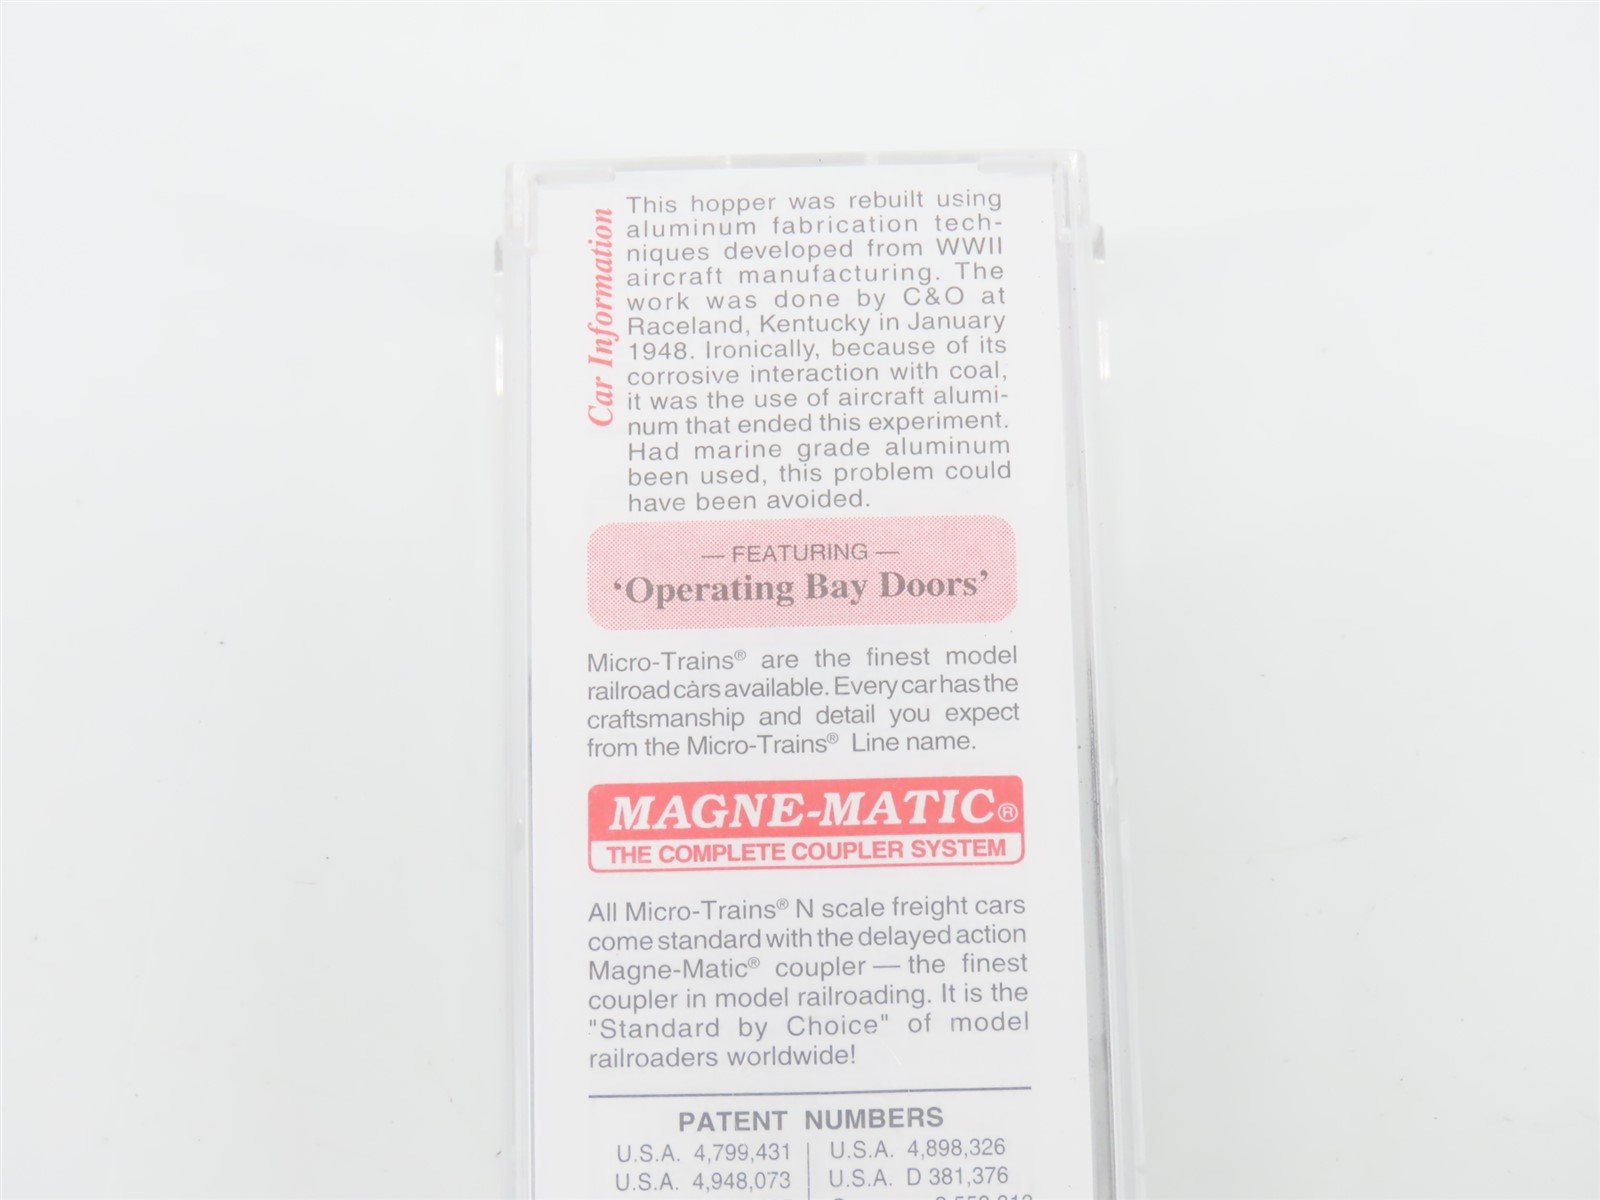 Car Information
This hopper was rebuilt using
aluminum fabrication tech-
niques developed from WWII
aircraft manufacturing. The
work was done by C&O at
Raceland, Kentucky in January
1948. Ironically, because of its
corrosive interaction with coal,
it was the use of aircraft alumi-
num that ended this experiment.
Had marine grade aluminum
been used, this problem could
have been avoided.
— FEATURING —
‘Operating Bay Doors’
Micro-Trains® are the finest model
railroad cars available. Every car has the
craftsmanship and detail you expect
from the Micro-Trains® Line name.
MAGNE-MATIC®
THE COMPLETE COUPLER SYSTEM
All Micro-Trains® N scale freight cars
come standard with the delayed action
Magne-Matic® coupler — the finest
coupler in model railroading. It is the
"Standard by Choice" of model
railroaders worldwide!
PATENT NUMBERS
U.S.A. 4,799,431 U.S.A. 4,898,326
U.S.A. 4,948,073 U.S.A. D 381,376